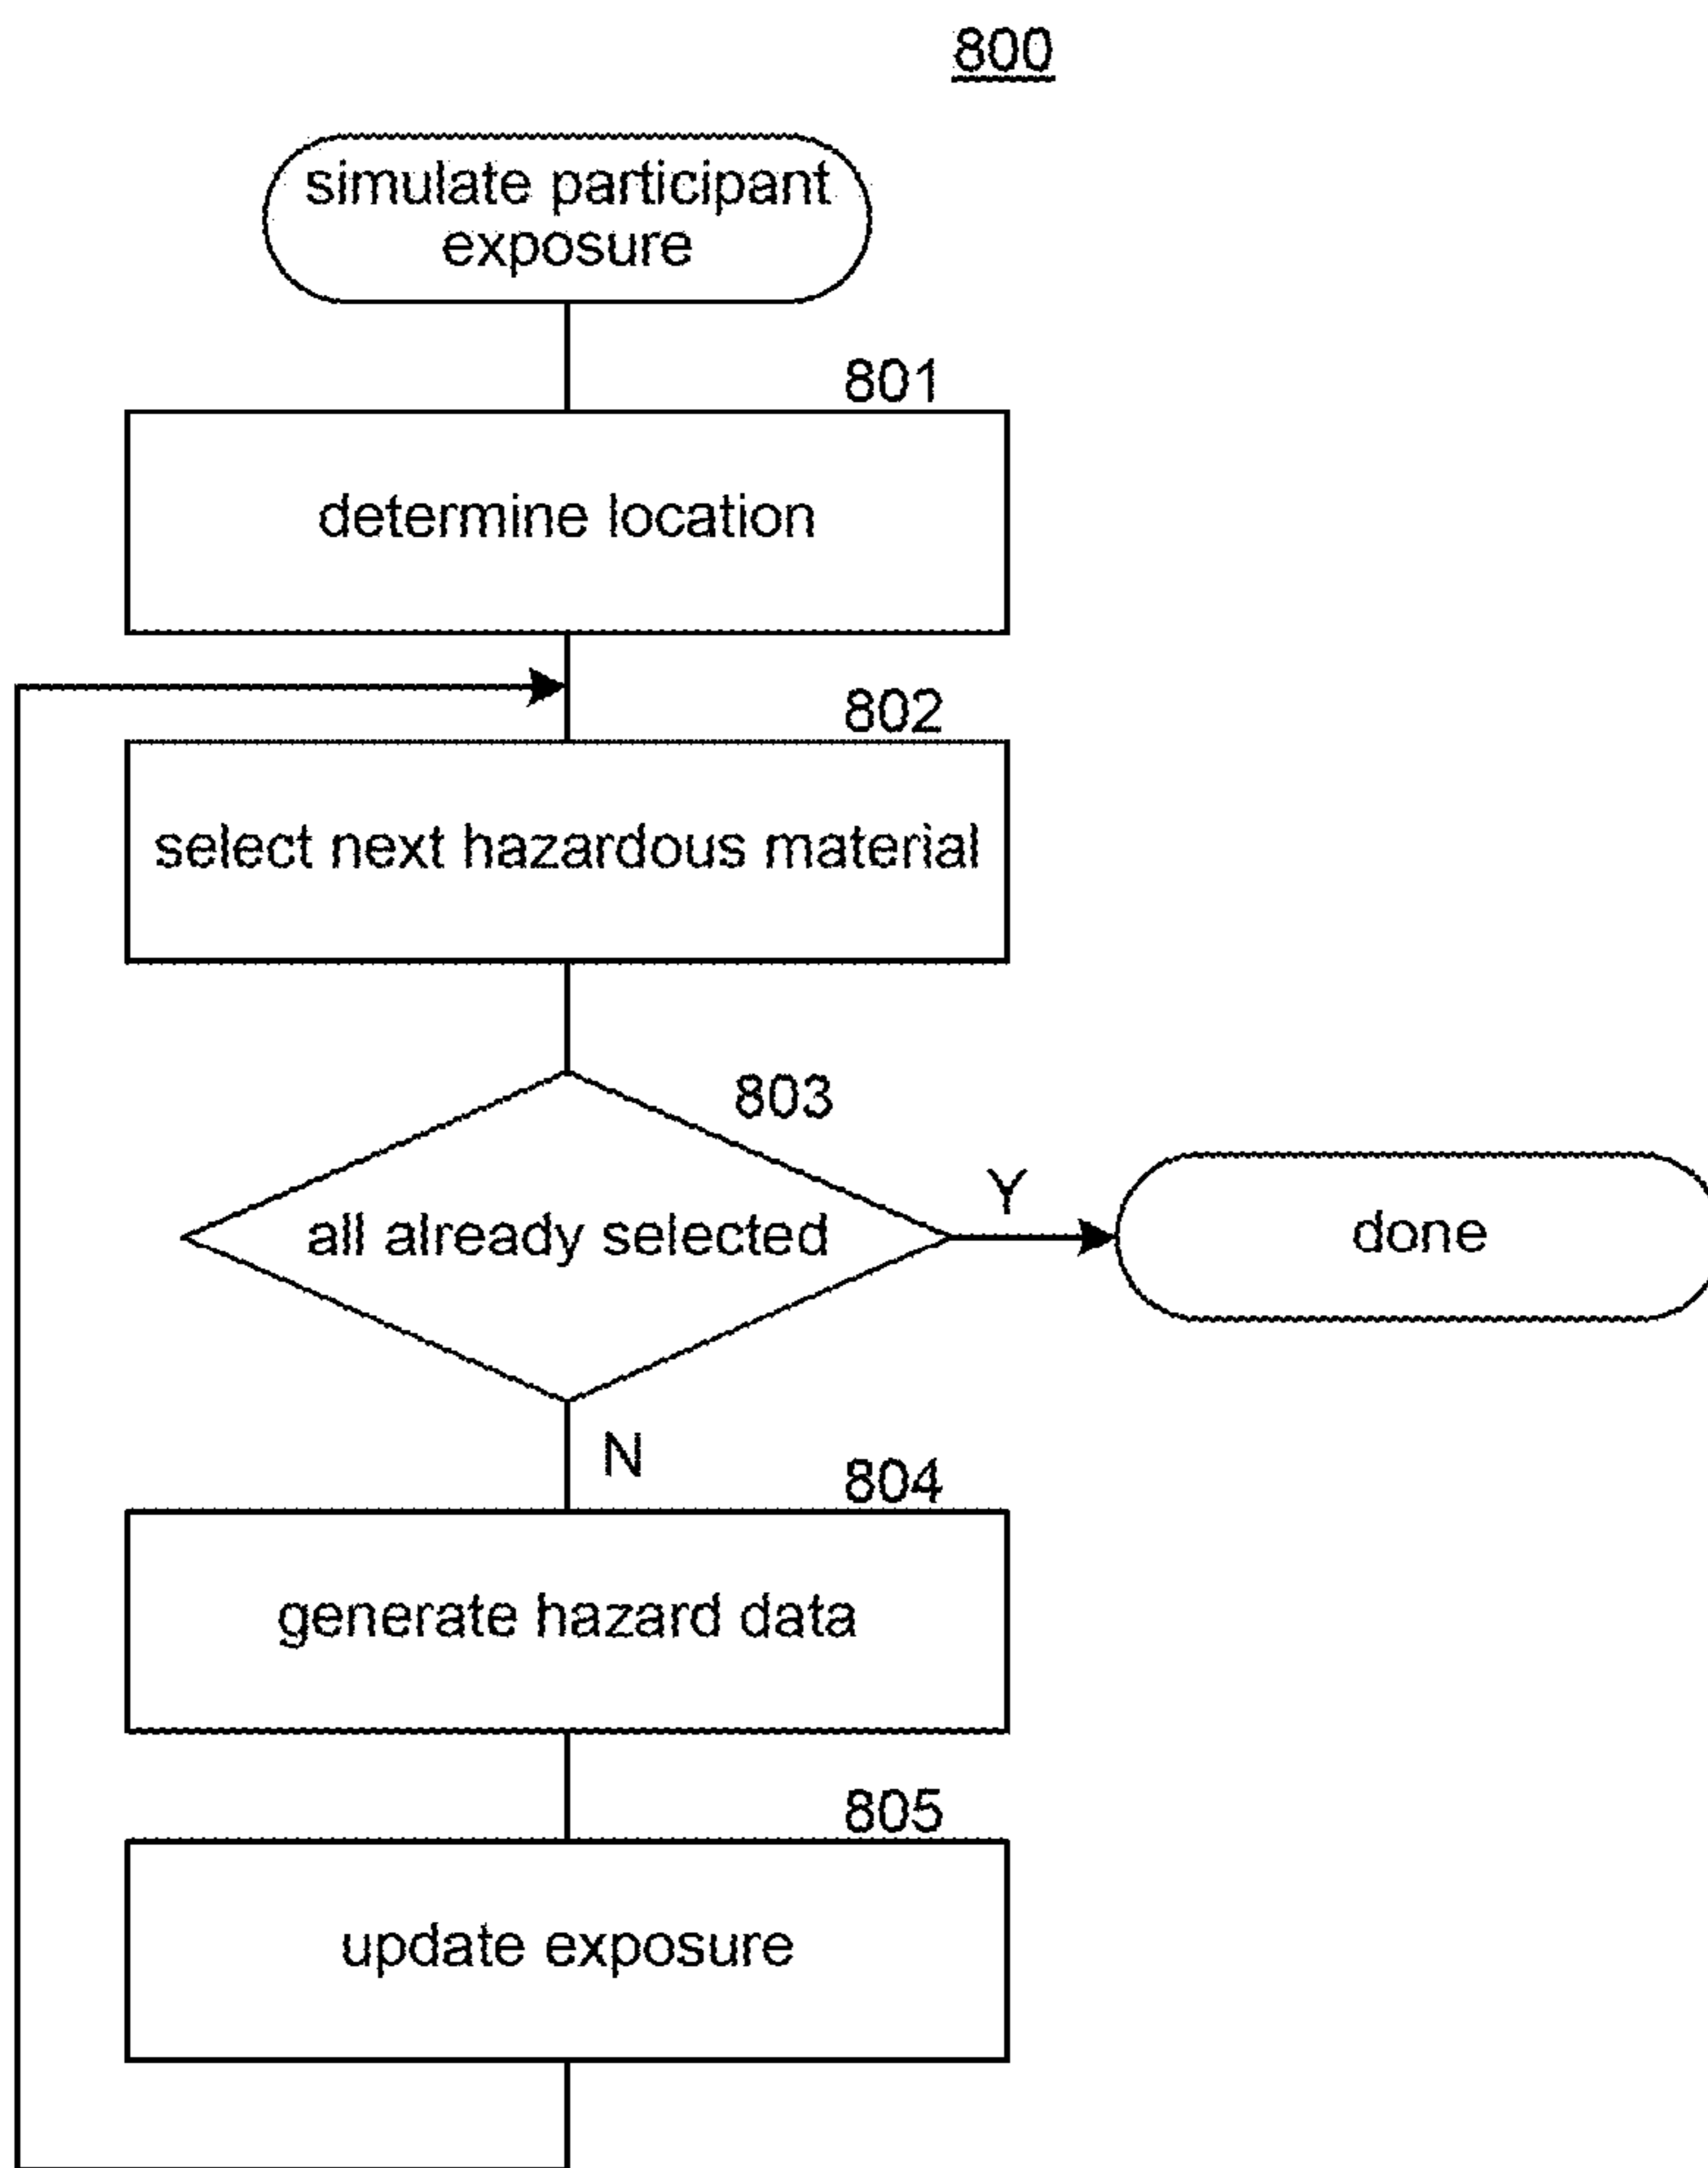 800
simulate participant
exposure
801
determine location
802
select next hazardous material
803
all already selected
Y
done
N
804
generate hazard data
805
update exposure